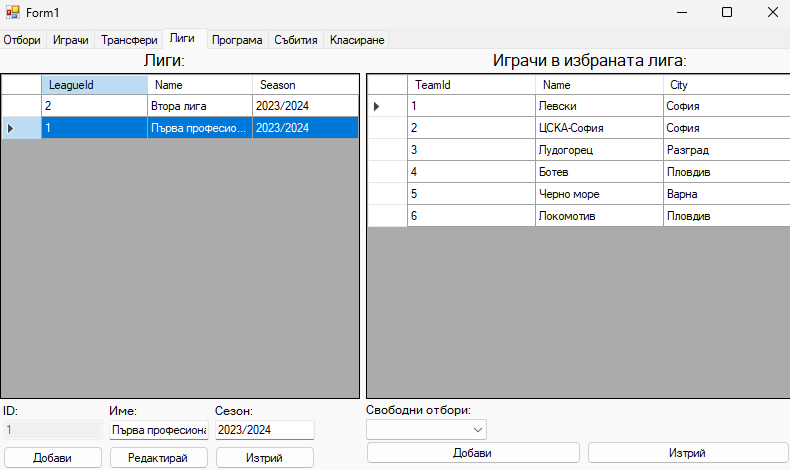 Form1
Отбори Играчи Трансфери Лиги Програма Събития Класиране
Лиги:
LeagueId Name Season
2 Втора лига 2023/2024
1 Първа професио... 2023/2024
ID: Име: Сезон:
1 Първа професиона 2023/2024
Добави Редактирай Изтрий
Играчи в избраната лига:
TeamId Name City
1 Левски София
2 ЦСКА-София София
3 Лудогорец Разград
4 Ботев Пловдив
5 Черно море Варна
6 Локомотив Пловдив
Свободни отбори:
Добави Изтрий